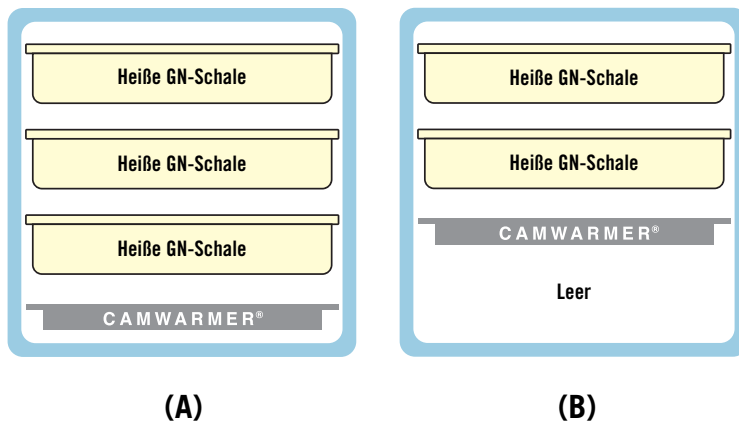 Heiße GN-Schale
Heiße GN-Schale
Heiße GN-Schale
CAMWARMER®
(A)
Heiße GN-Schale
Heiße GN-Schale
CAMWARMER®
Leer
(B)